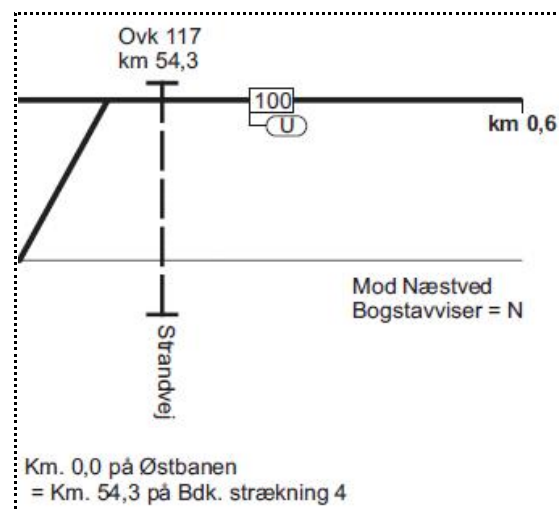 Ovk 117
km 54,3
100
U
km 0,6
Mod Næstved
Bogstavviser = N
Strandvej
Km. 0,0 på Østbanen
= Km. 54,3 på Bdk. strækning 4